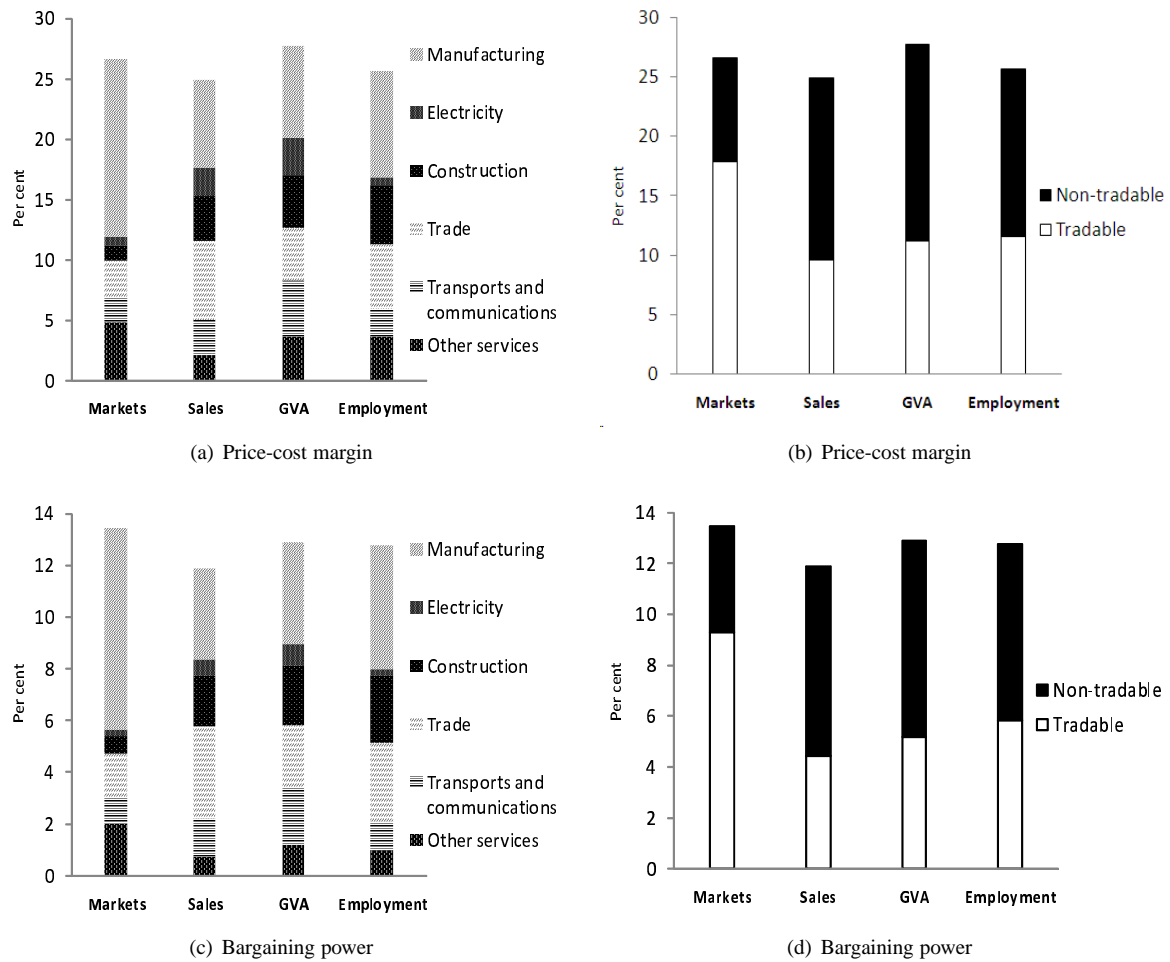 30
25
20
15
10
5
0
Per cent
Manufacturing
Electricity
Construction
Trade
Transports and
communications
Other services
Markets Sales GVA Employment
(a) Price-cost margin
30
25
20
15
10
5
0
Per cent
Non-tradable
Tradable
Markets Sales GVA Employment
(b) Price-cost margin
14
12
10
8
6
4
2
0
Per cent
Manufacturing
Electricity
Construction
Trade
Transports and
communications
Other services
Markets Sales GVA Employment
(c) Bargaining power
14
12
10
8
6
4
2
0
Per cent
Non-tradable
Tradable
Markets Sales GVA Employment
(d) Bargaining power